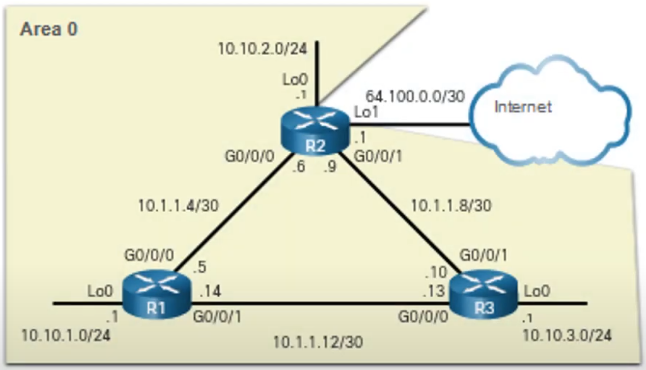 Area 0
10.10.2.0/24
Lo0
.1
64.100.0.0/30
Internet
Lo1
.1
R2
G0/0/0
G0/0/1
.6
.9
10.1.1.4/30
10.1.1.8/30
G0/0/0
G0/0/1
.5
.10
Lo0
.14
.13
Lo0
R1
R3
.1
G0/0/1
G0/0/0
.1
10.10.1.0/24
10.1.1.12/30
10.10.3.0/24